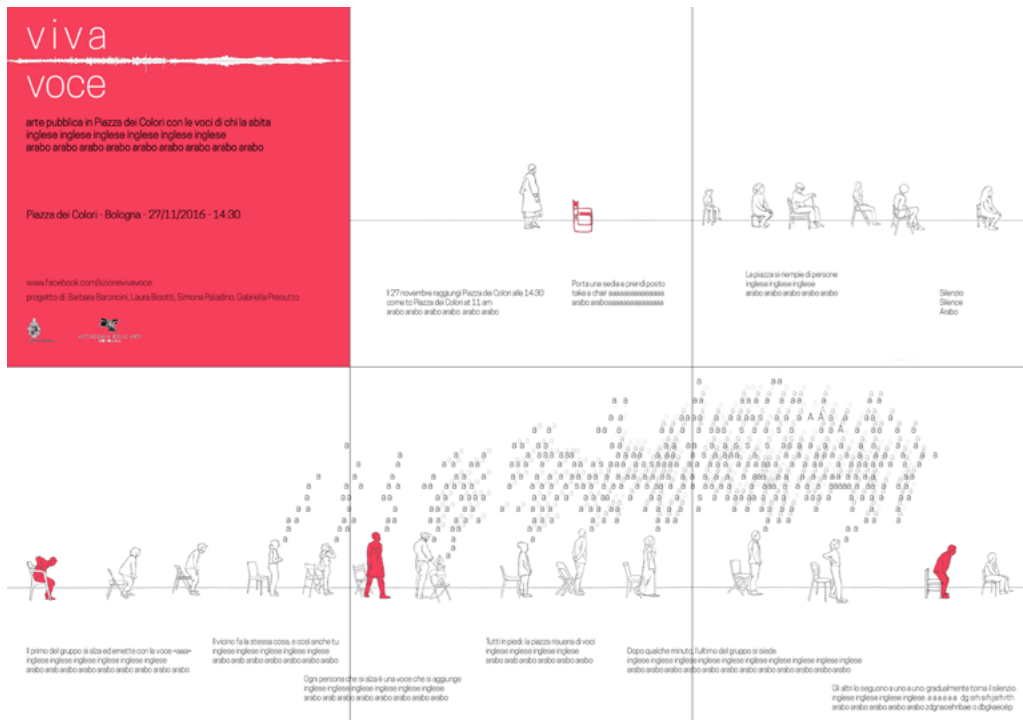 viva
voce
arte pubblica in Piazza dei Colori con le voci di chi la abita
inglese inglese inglese inglese inglese inglese
arabo arabo arabo arabo arabo arabo arabo arabo arabo
Piazza dei Colori - Bologna - 27/11/2016 - 14:30
www.facebook.com/azionevivavoce
progetto di: Barbara Baroncini, Laura Bisotti, Simona Paladino, Gabriella Presutto
Il 27 novembre raggiungi Piazza dei Colori alle 14:30
come to Piazza dei Colori at 11 am
arabo arabo arabo arabo arabo arabo
Porta una sedia e prendi posto
take a chair aaaaaaaaaaaaaaa
arabo araboaaaaaaaaaaaaaaaa
La piazza si riempie di persone
inglese inglese inglese
arabo arabo arabo arabo arabo
Silenzio
Silence
Arabo
Il primo del gruppo si alza ed emette con la voce «aaa»
inglese inglese inglese inglese inglese inglese
arabo arab arabo arabo arabo arabo arabo arabo
Il vicino fa la stessa cosa, e così anche tu
inglese inglese inglese inglese inglese
arabo arab arabo arabo arabo arabo arabo
Ogni persona che si alza è una voce che si aggiunge
inglese inglese inglese inglese inglese inglese
arabo arab arabo arabo arabo arabo arabo arabo
Tutti in piedi: la piazza risuona di voci
inglese inglese inglese inglese
arabo arab arabo arabo arabo arabo
Dopo qualche minuto, l'ultimo del gruppo si siede
inglese inglese inglese inglese inglese inglese inglese inglese inglese inglese
arabo arabo arabo arabo arabo arabo arabo arabo arabo arabo
Gli altri lo seguono a uno a uno: gradualmente torna il silenzio
inglese inglese inglese inglese a a a a a a dg srh srh jsrh rth
arabo arabo arabo arabo arabo